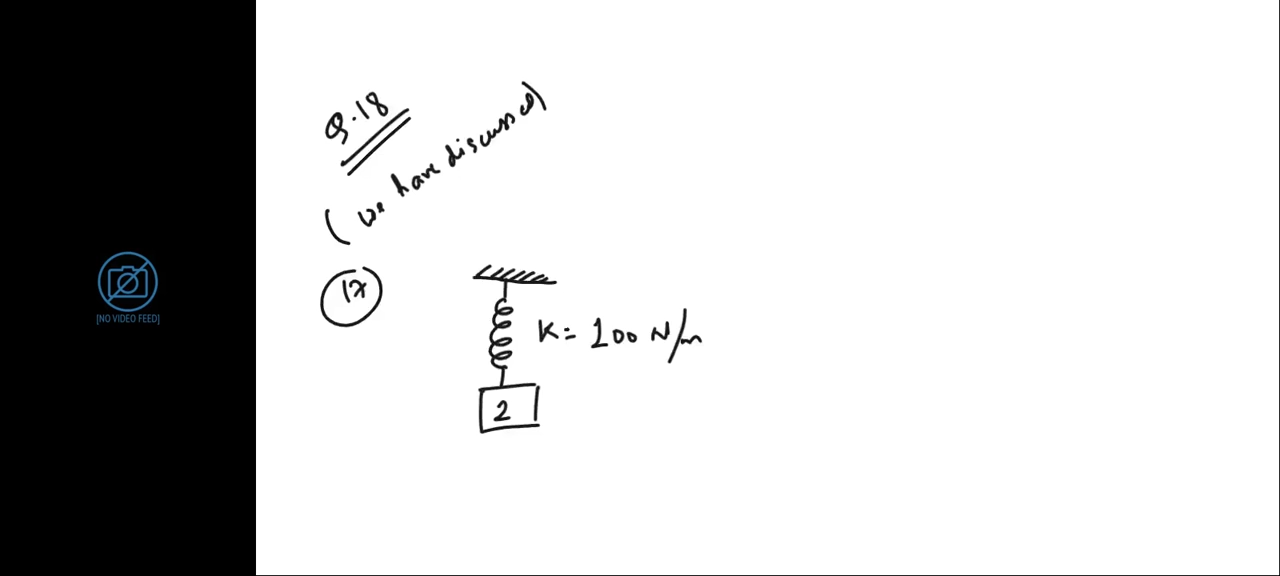 Q.18
(we have discussed)
17
K = 100 N/m
2
[NO VIDEO FEED]